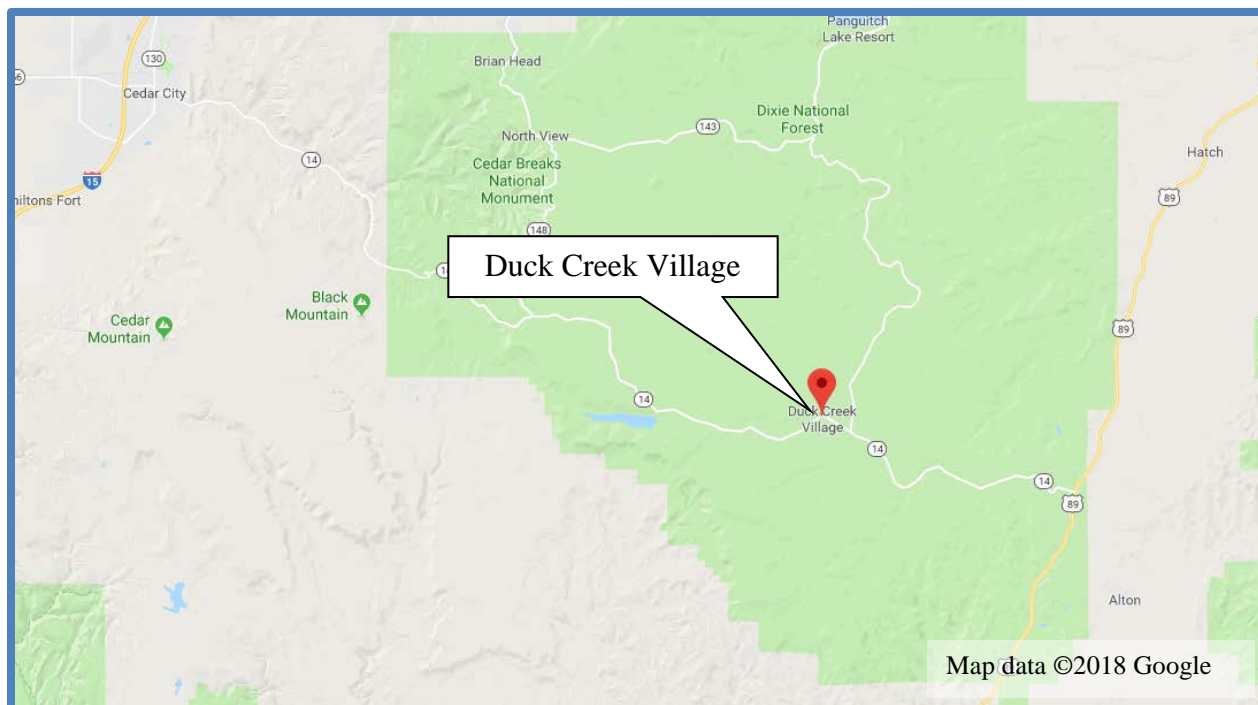 Panguitch
Lake Resort
130
Brian Head
Cedar City
Dixie National
Forest
143
North View
Hatch
14
Cedar Breaks
National
Monument
15
miltons Fort
89
148
Duck Creek Village
14
Black
Mountain
Cedar
Mountain
89
14
Duck Creek
Village
14
14
89
Alton
Map data ©2018 Google